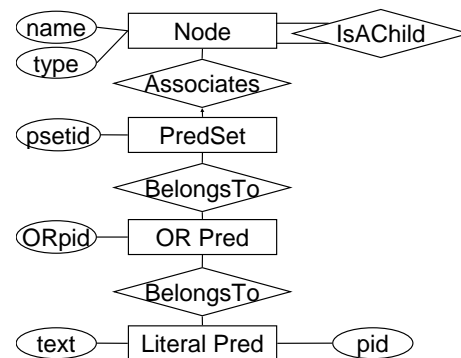 name
Node
IsAChild
type
Associates
psetid
PredSet
BelongsTo
ORpid
OR Pred
BelongsTo
text
Literal Pred
pid